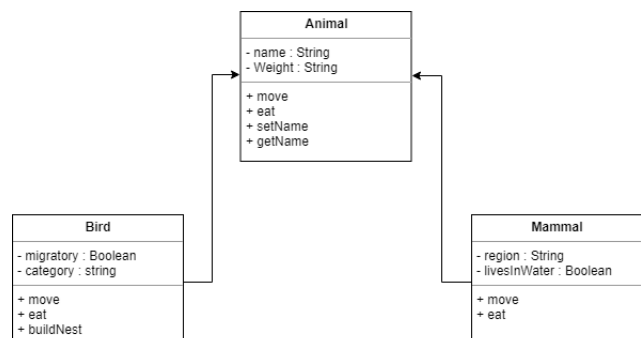 Animal
- name : String
- Weight : String
+ move
+ eat
+ setName
+ getName
Bird
- migratory : Boolean
- category : string
+ move
+ eat
+ buildNest
Mammal
- region : String
- livesInWater : Boolean
+ move
+ eat